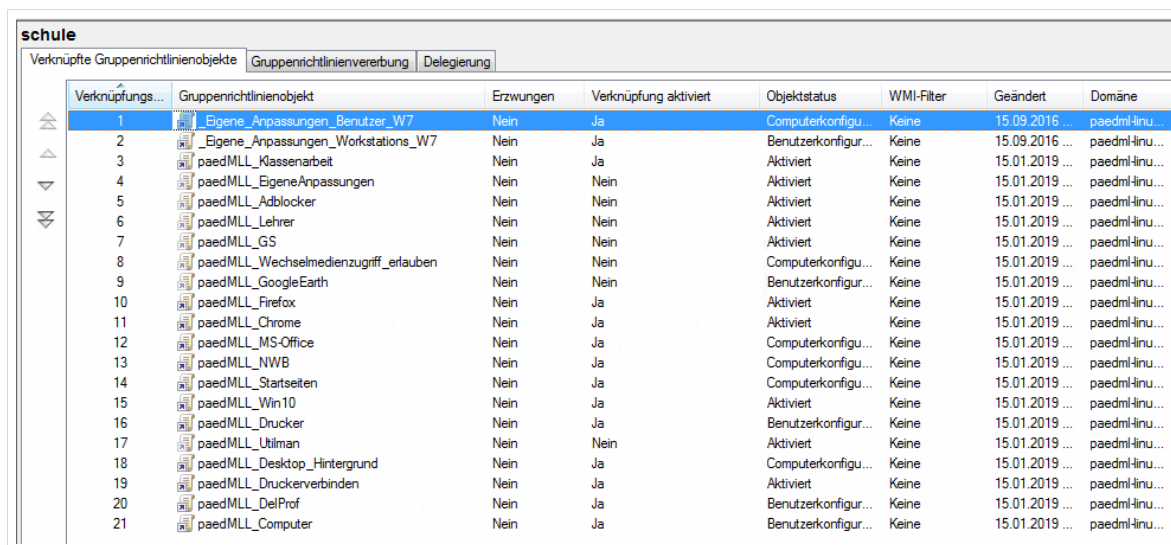 schule
Verknüpfte Gruppenrichtlinienobjekte Gruppenrichtlinienvererbung Delegierung
Verknüpfungs... Gruppenrichtlinienobjekt Erzwungen Verknüpfung aktiviert Objektstatus WMI-Filter Geändert Domäne
1 _Eigene_Anpassungen_Benutzer_W7 Nein Ja Computerkonfigu... Keine 15.09.2016 ... paedml-linu...
2 _Eigene_Anpassungen_Workstations_W7 Nein Ja Benutzerkonfigur... Keine 15.09.2016 ... paedml-linu...
3 paedMLL_Klassenarbeit Nein Ja Aktiviert Keine 15.01.2019 ... paedml-linu...
4 paedMLL_EigeneAnpassungen Nein Nein Aktiviert Keine 15.01.2019 ... paedml-linu...
5 paedMLL_Adblocker Nein Nein Aktiviert Keine 15.01.2019 ... paedml-linu...
6 paedMLL_Lehrer Nein Nein Aktiviert Keine 15.01.2019 ... paedml-linu...
7 paedMLL_GS Nein Nein Aktiviert Keine 15.01.2019 ... paedml-linu...
8 paedMLL_Wechselmedienzugriff_erlauben Nein Nein Computerkonfigu... Keine 15.01.2019 ... paedml-linu...
9 paedMLL_GoogleEarth Nein Nein Benutzerkonfigur... Keine 15.01.2019 ... paedml-linu...
10 paedMLL_Firefox Nein Ja Aktiviert Keine 15.01.2019 ... paedml-linu...
11 paedMLL_Chrome Nein Ja Aktiviert Keine 15.01.2019 ... paedml-linu...
12 paedMLL_MS-Office Nein Ja Computerkonfigu... Keine 15.01.2019 ... paedml-linu...
13 paedMLL_NWB Nein Ja Computerkonfigu... Keine 15.01.2019 ... paedml-linu...
14 paedMLL_Startseiten Nein Ja Computerkonfigu... Keine 15.01.2019 ... paedml-linu...
15 paedMLL_Win10 Nein Ja Aktiviert Keine 15.01.2019 ... paedml-linu...
16 paedMLL_Drucker Nein Ja Benutzerkonfigur... Keine 15.01.2019 ... paedml-linu...
17 paedMLL_Utilman Nein Nein Aktiviert Keine 15.01.2019 ... paedml-linu...
18 paedMLL_Desktop_Hintergrund Nein Ja Computerkonfigu... Keine 15.01.2019 ... paedml-linu...
19 paedMLL_Druckerverbinden Nein Ja Aktiviert Keine 15.01.2019 ... paedml-linu...
20 paedMLL_DelProf Nein Ja Benutzerkonfigur... Keine 15.01.2019 ... paedml-linu...
21 paedMLL_Computer Nein Ja Benutzerkonfigur... Keine 15.01.2019 ... paedml-linu...